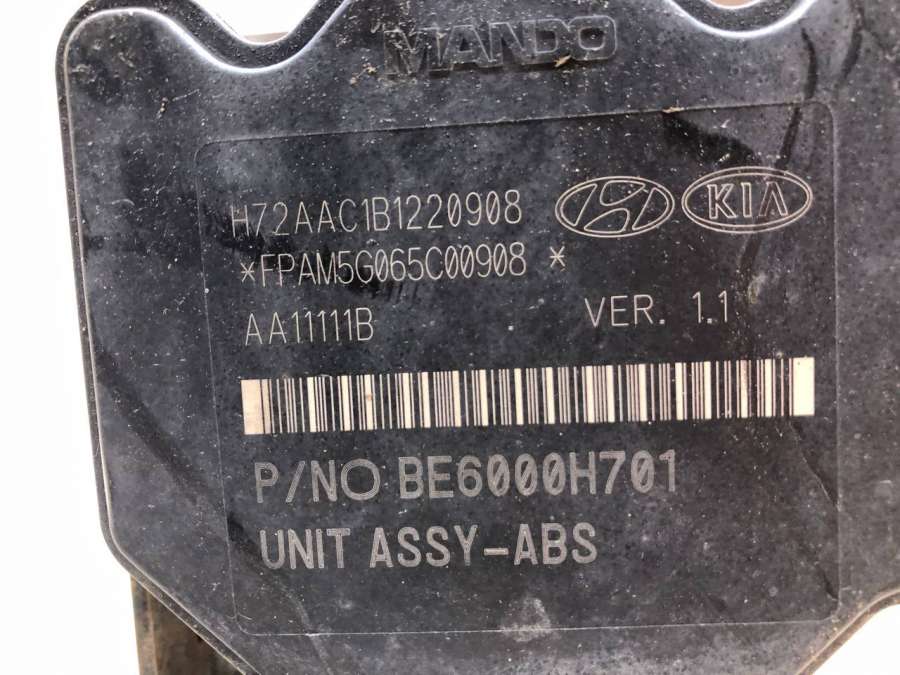 MANDO
H72AAC1B1220908
KIA
*FPAM5G065C00908 *
AA11111B VER. 1.1
P/NO BE6000H701
UNIT ASSY-ABS